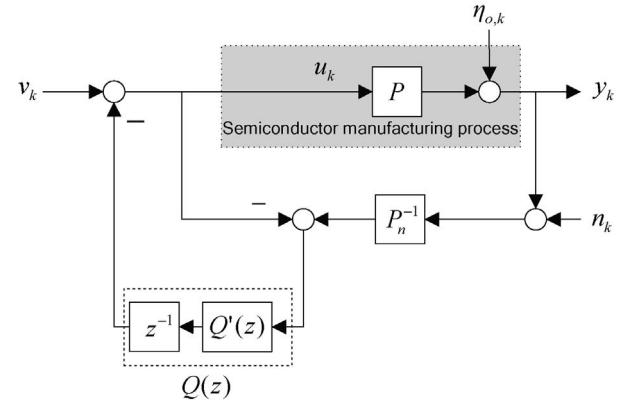 η_{o,k}
v_k
u_k
P
y_k
Semiconductor manufacturing process
−
−
P_n^{-1}
n_k
z^{-1}
Q'(z)
Q(z)